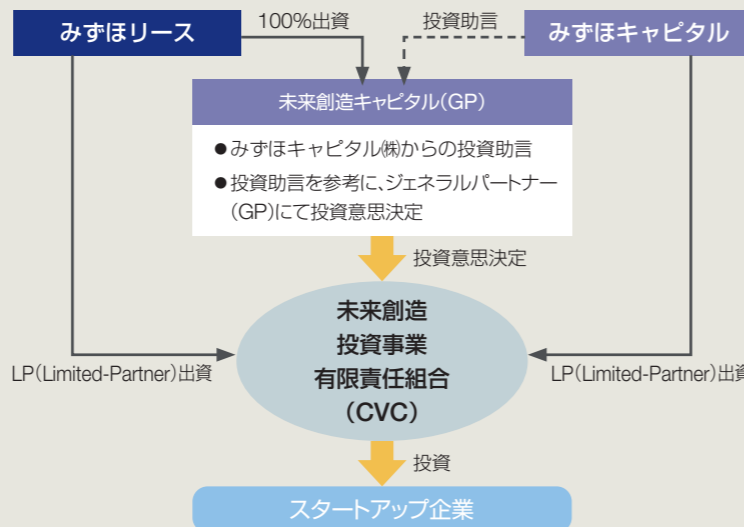 みずほリース
100%出資
投資助言
みずほキャピタル
未来創造キャピタル(GP)
●みずほキャピタル㈱からの投資助言
●投資助言を参考に、ジェネラルパートナー
(GP)にて投資意思決定
投資意思決定
未来創造
投資事業
有限責任組合
(CVC)
LP(Limited-Partner)出資
LP(Limited-Partner)出資
投資
スタートアップ企業